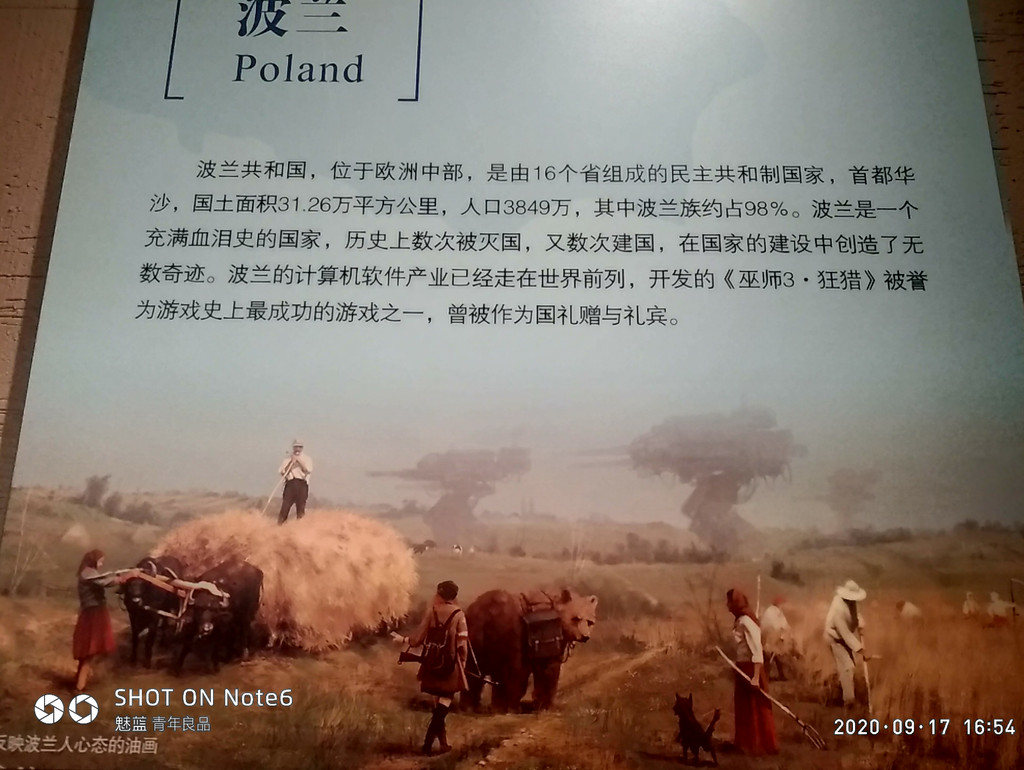 波兰
Poland
波兰共和国，位于欧洲中部，是由16个省组成的民主共和制国家，首都华
沙，国土面积31.26万平方公里，人口3849万，其中波兰族约占98%。波兰是一个
充满血泪史的国家，历史上数次被灭国，又数次建国，在国家的建设中创造了无
数奇迹。波兰的计算机软件产业已经走在世界前列，开发的《巫师3·狂猎》被誉
为游戏史上最成功的游戏之一，曾被作为国礼赠与礼宾。
SHOT ON Note6
魅蓝 青年良品
2020·09·17 16:54
反映波兰人心态的油画